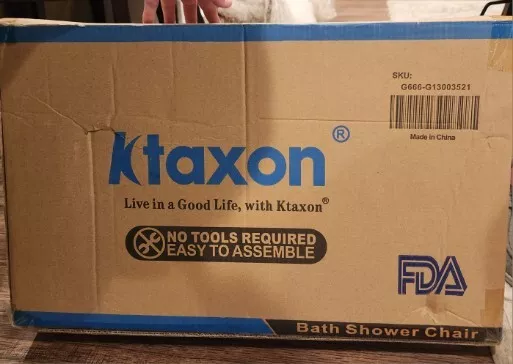 SKU:
G666-G13003521
Made in China
Ktaxon®
Live in a Good Life, with Ktaxon®
NO TOOLS REQUIRED
EASY TO ASSEMBLE
FDA
Bath Shower Chair